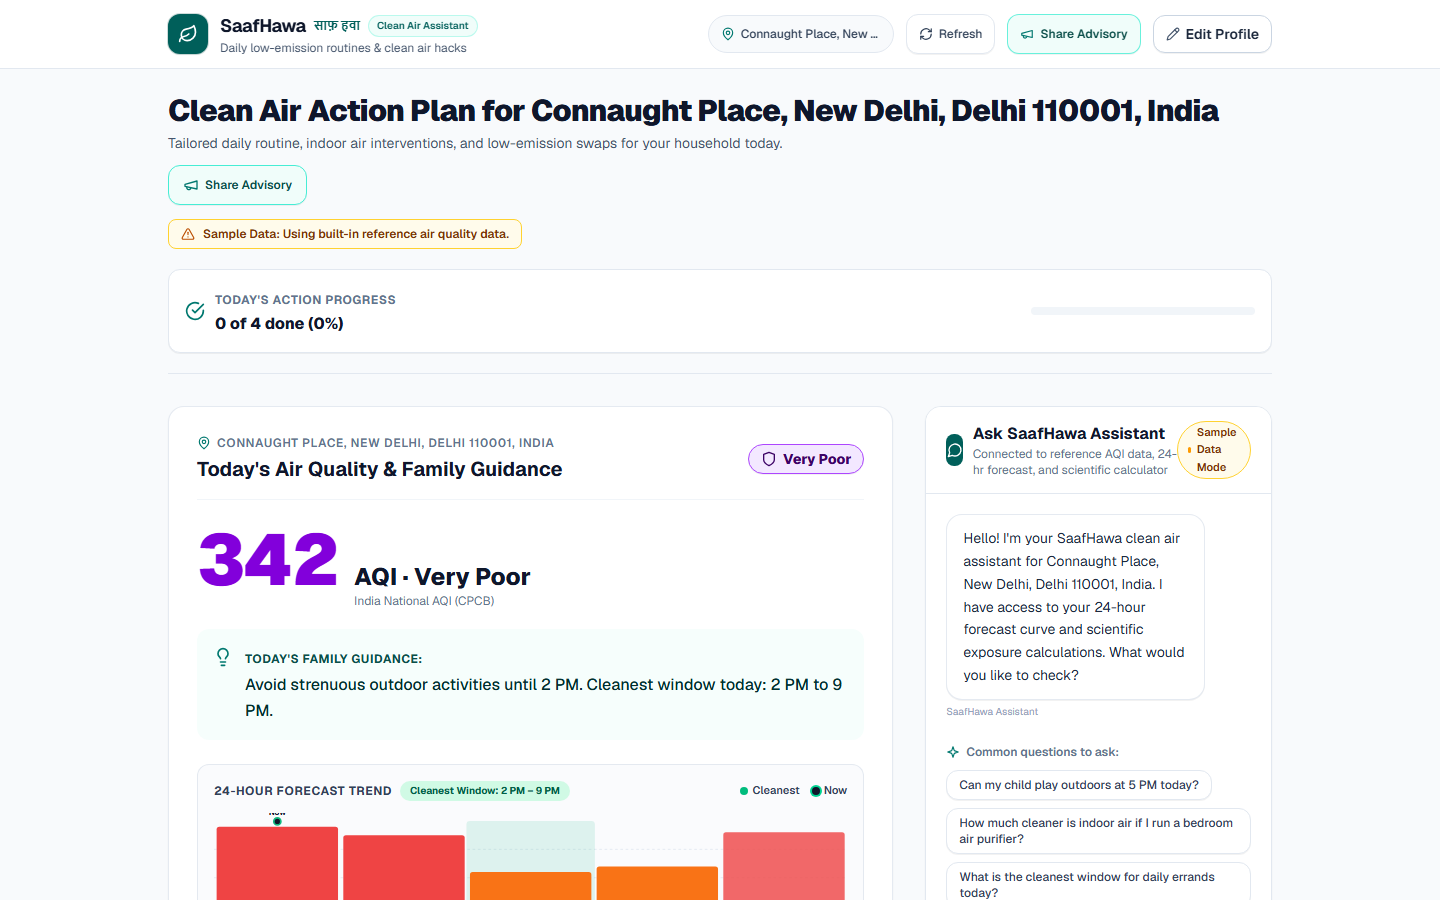 SaafHawa साफ़ हवा Clean Air Assistant
Daily low-emission routines & clean air hacks
Connaught Place, New ...
Refresh
Share Advisory
Edit Profile
Clean Air Action Plan for Connaught Place, New Delhi, Delhi 110001, India
Tailored daily routine, indoor air interventions, and low-emission swaps for your household today.
Share Advisory
Sample Data: Using built-in reference air quality data.
TODAY'S ACTION PROGRESS
0 of 4 done (0%)
CONNAUGHT PLACE, NEW DELHI, DELHI 110001, INDIA
Today's Air Quality & Family Guidance
Very Poor
342 AQI · Very Poor
India National AQI (CPCB)
TODAY'S FAMILY GUIDANCE:
Avoid strenuous outdoor activities until 2 PM. Cleanest window today: 2 PM to 9
PM.
24-HOUR FORECAST TREND Cleanest Window: 2 PM – 9 PM Cleanest Now
Now
Ask SaafHawa Assistant
Connected to reference AQI data, 24-
hr forecast, and scientific calculator
Sample
Data
Mode
Hello! I'm your SaafHawa clean air
assistant for Connaught Place,
New Delhi, Delhi 110001, India. I
have access to your 24-hour
forecast curve and scientific
exposure calculations. What would
you like to check?
SaafHawa Assistant
Common questions to ask:
Can my child play outdoors at 5 PM today?
How much cleaner is indoor air if I run a bedroom
air purifier?
What is the cleanest window for daily errands
today?